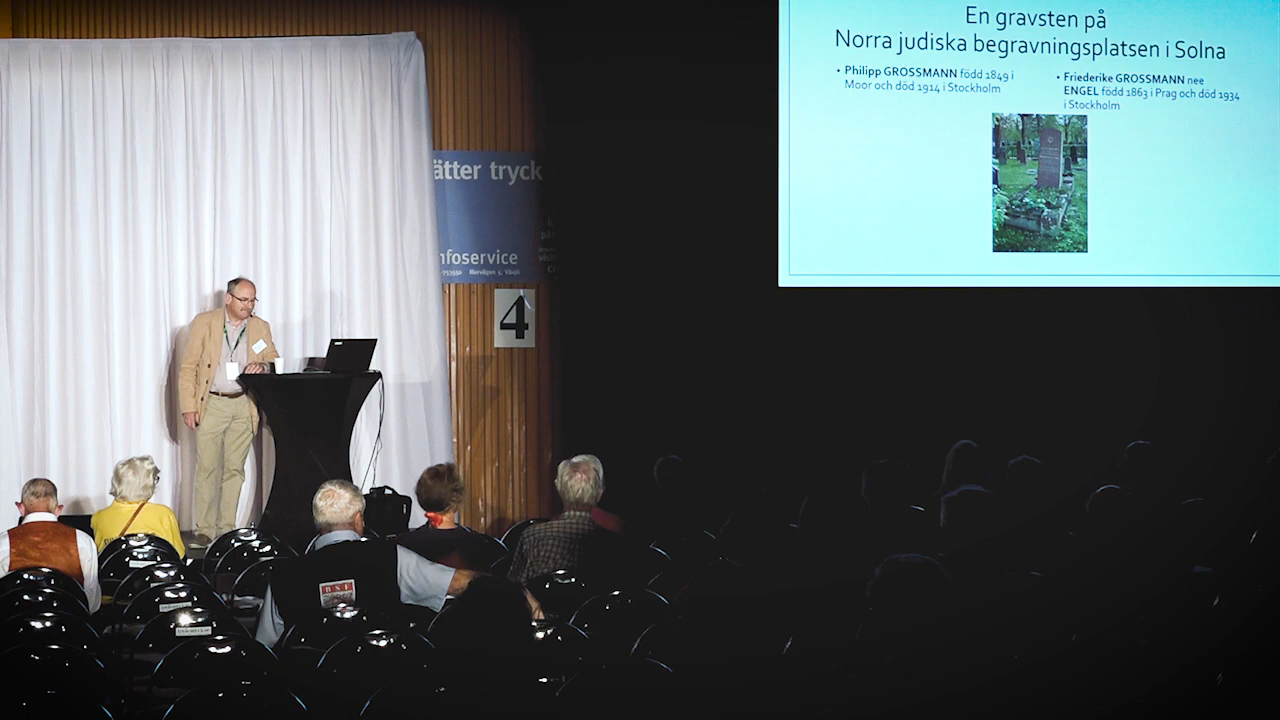 En gravsten på
Norra judiska begravningsplatsen i Solna
• Philipp GROSSMANN född 1849 i
Moor och död 1914 i Stockholm
• Friederike GROSSMANN nee
ENGEL född 1863 i Prag och död 1934
i Stockholm
ätter tryck
nfoservice
4